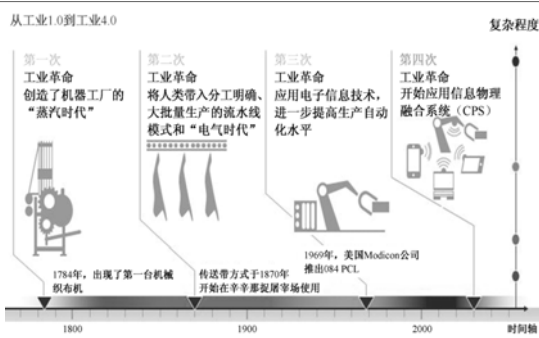 从工业1.0到工业4.0
复杂程度
第一次
工业革命
创造了机器工厂的
“蒸汽时代”
第二次
工业革命
将人类带入分工明确、
大批量生产的流水线
模式和“电气时代”
第三次
工业革命
应用电子信息技术，
进一步提高生产自动
化水平
第四次
工业革命
开始应用信息物理
融合系统（CPS）
1784年，出现了第一台机械
织布机
传送带方式于1870年
开始在辛辛那提屠宰场使用
1969年，美国Modicon公司
推出084 PCL
1800
1900
2000
时间轴